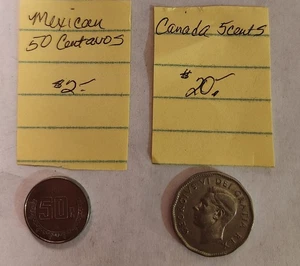 Mexican
50 Centavos
$2-
Canada 5cents
$20-
50